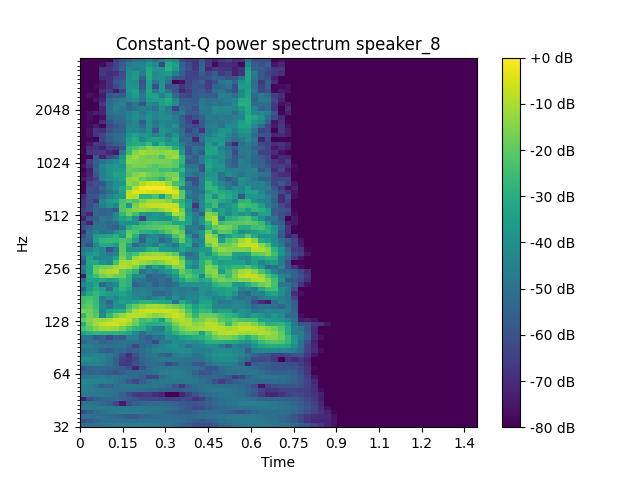 Constant-Q power spectrum speaker_8
Hz
2048
1024
512
256
128
64
32
0 0.15 0.3 0.45 0.6 0.75 0.9 1.1 1.2 1.4
Time
+0 dB
-10 dB
-20 dB
-30 dB
-40 dB
-50 dB
-60 dB
-70 dB
-80 dB